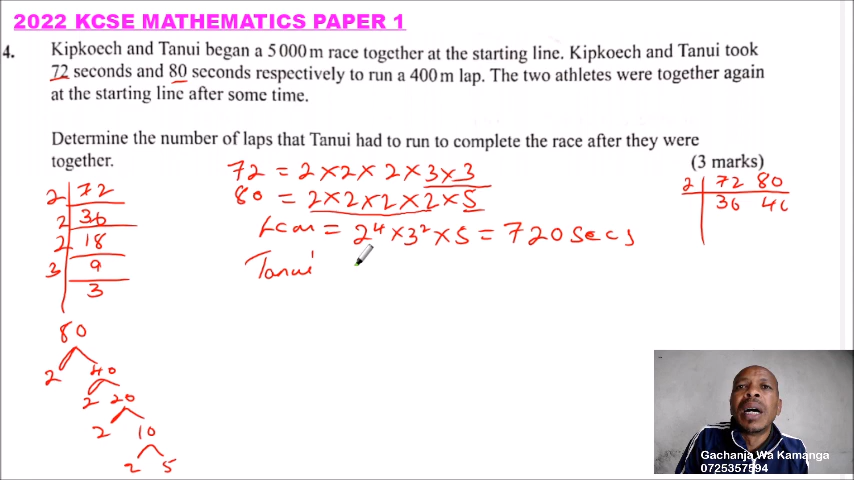 2022 KCSE MATHEMATICS PAPER 1
4. Kipkoech and Tanui began a 5 000 m race together at the starting line. Kipkoech and Tanui took
72 seconds and 80 seconds respectively to run a 400 m lap. The two athletes were together again
at the starting line after some time.
Determine the number of laps that Tanui had to run to complete the race after they were
together.
(3 marks)
72 = 2×2×2×3×3
80 = 2×2×2×2×5
Lcm = 2⁴×3²×5 = 720 secs
Tanui
2 72
2 36
2 18
3 9
3
80
2 40
2 20
2 10
2 5
2 72 80
36 40
Gachanja Wa Kamanga
0725357594